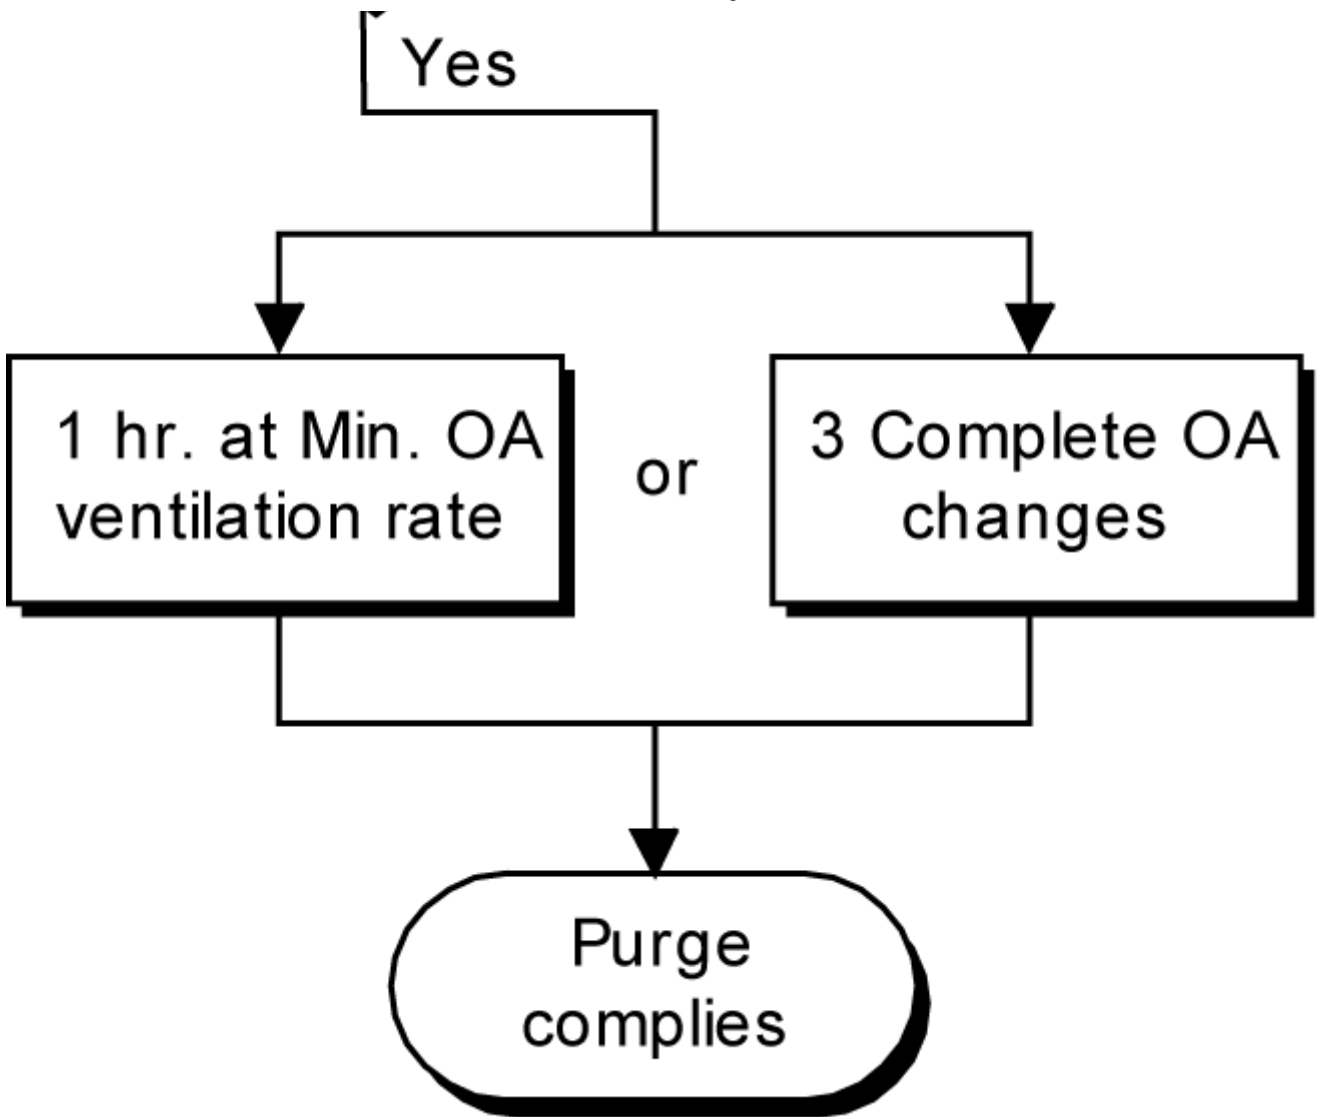 Yes
1 hr. at Min. OA
ventilation rate
or
3 Complete OA
changes
Purge
complies